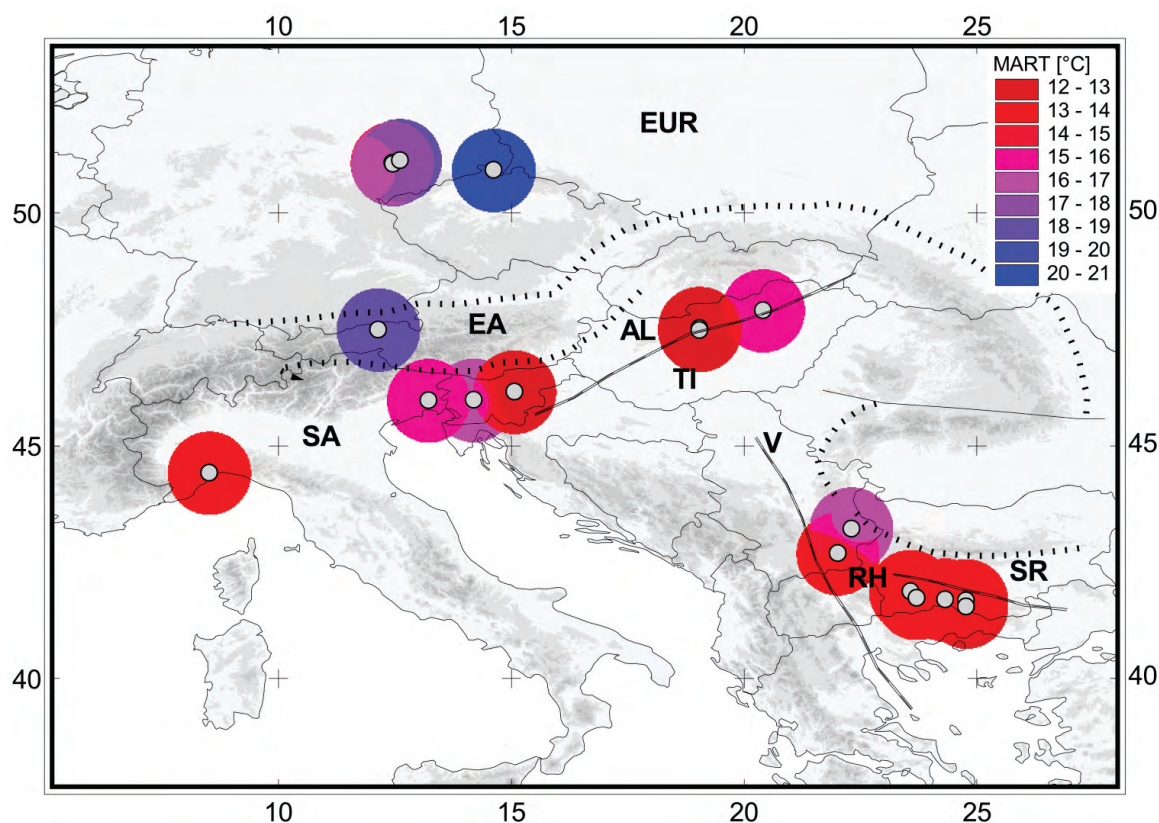 10 15 20 25
MART [°C]
12 - 13
13 - 14
14 - 15
15 - 16
16 - 17
17 - 18
18 - 19
19 - 20
20 - 21
EUR
50 50
EA
AL
TI
SA
V
45 45
RH
SR
40 40
10 15 20 25